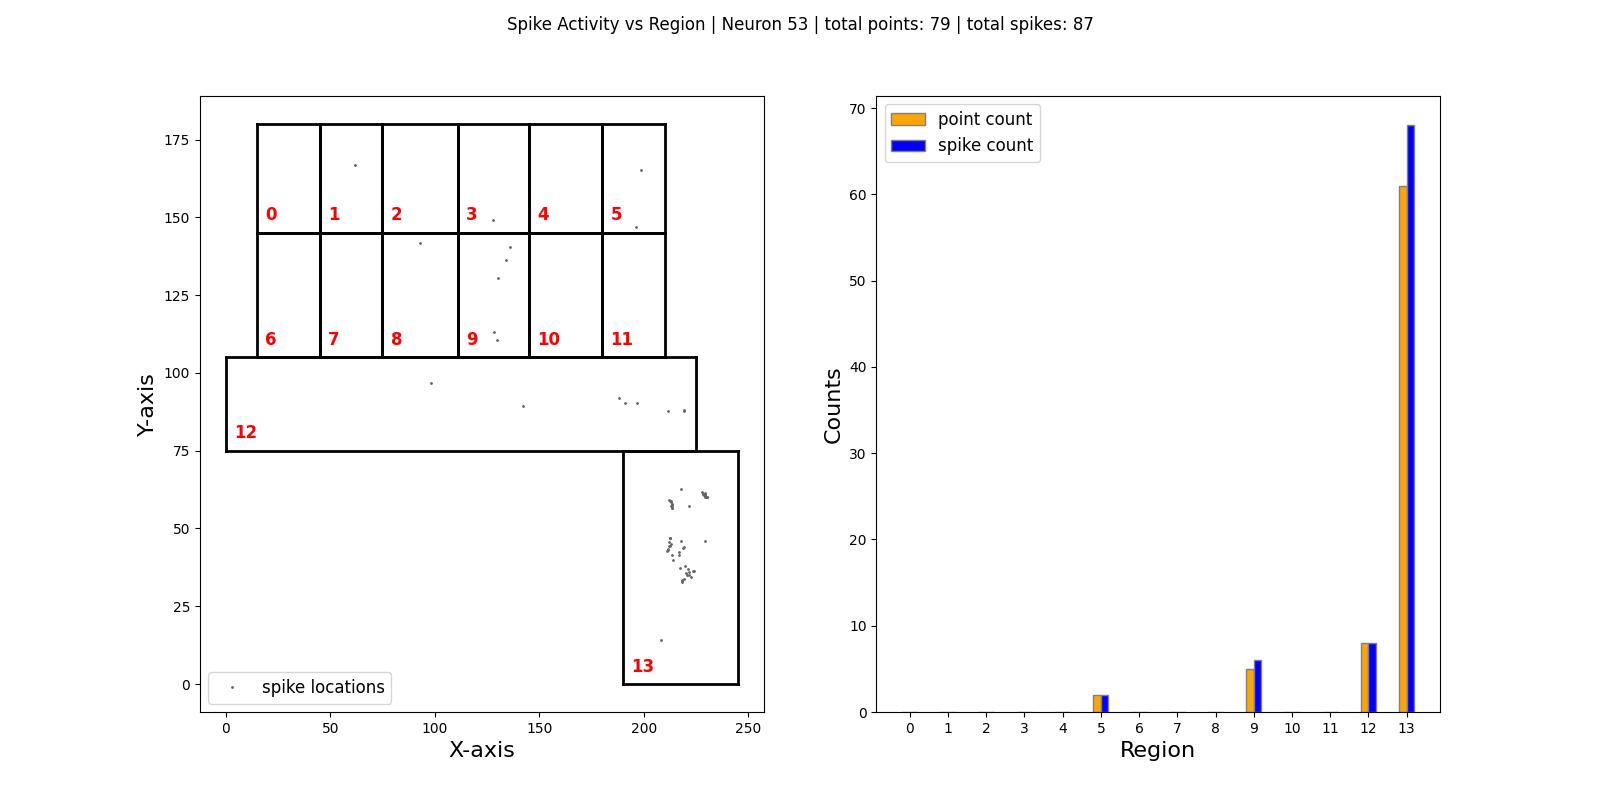 Spike Activity vs Region | Neuron 53 | total points: 79 | total spikes: 87
175
150
125
100
75
50
25
0
Y-axis
0 1 2 3 4 5
6 7 8 9 10 11
12
13
spike locations
0 50 100 150 200 250
X-axis
70
60
50
40
30
20
10
0
Counts
point count
spike count
0 1 2 3 4 5 6 7 8 9 10 11 12 13
Region